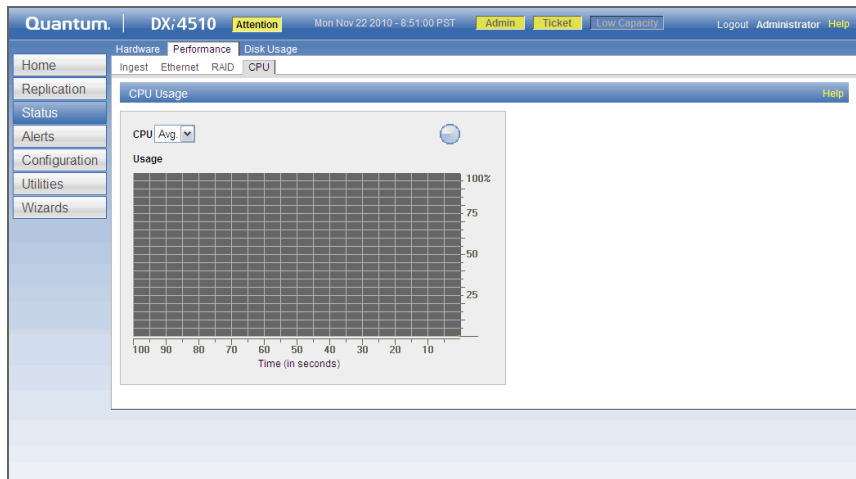 Quantum. DXi4510 Attention Mon Nov 22 2010 - 8:51:00 PST Admin Ticket Low Capacity Logout Administrator Help
Hardware Performance Disk Usage
Ingest Ethernet RAID CPU
Home
Replication
Status
Alerts
Configuration
Utilities
Wizards
CPU Usage Help
CPU Avg.
Usage
100%
75
50
25
100 90 80 70 60 50 40 30 20 10
Time (in seconds)